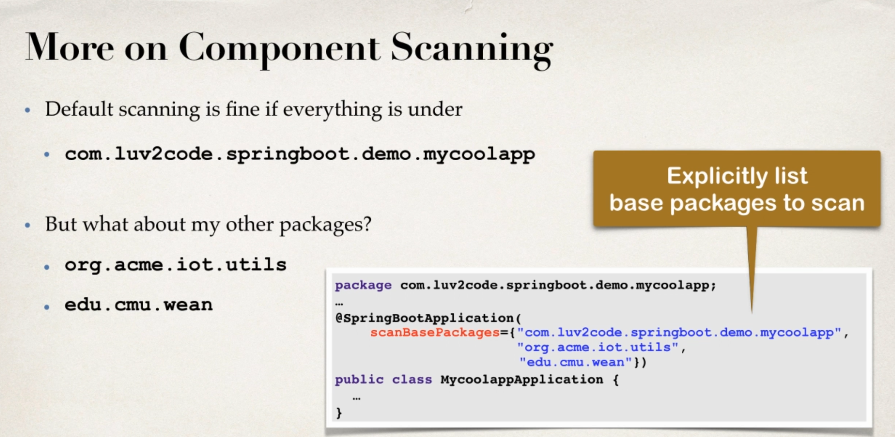 More on Component Scanning
• Default scanning is fine if everything is under
• com.luv2code.springboot.demo.mycoolapp
• But what about my other packages?
• org.acme.iot.utils
• edu.cmu.wean
Explicitly list
base packages to scan
package com.luv2code.springboot.demo.mycoolapp;
…
@SpringBootApplication(
scanBasePackages={"com.luv2code.springboot.demo.mycoolapp",
"org.acme.iot.utils",
"edu.cmu.wean"})
public class MycoolappApplication {
…
}